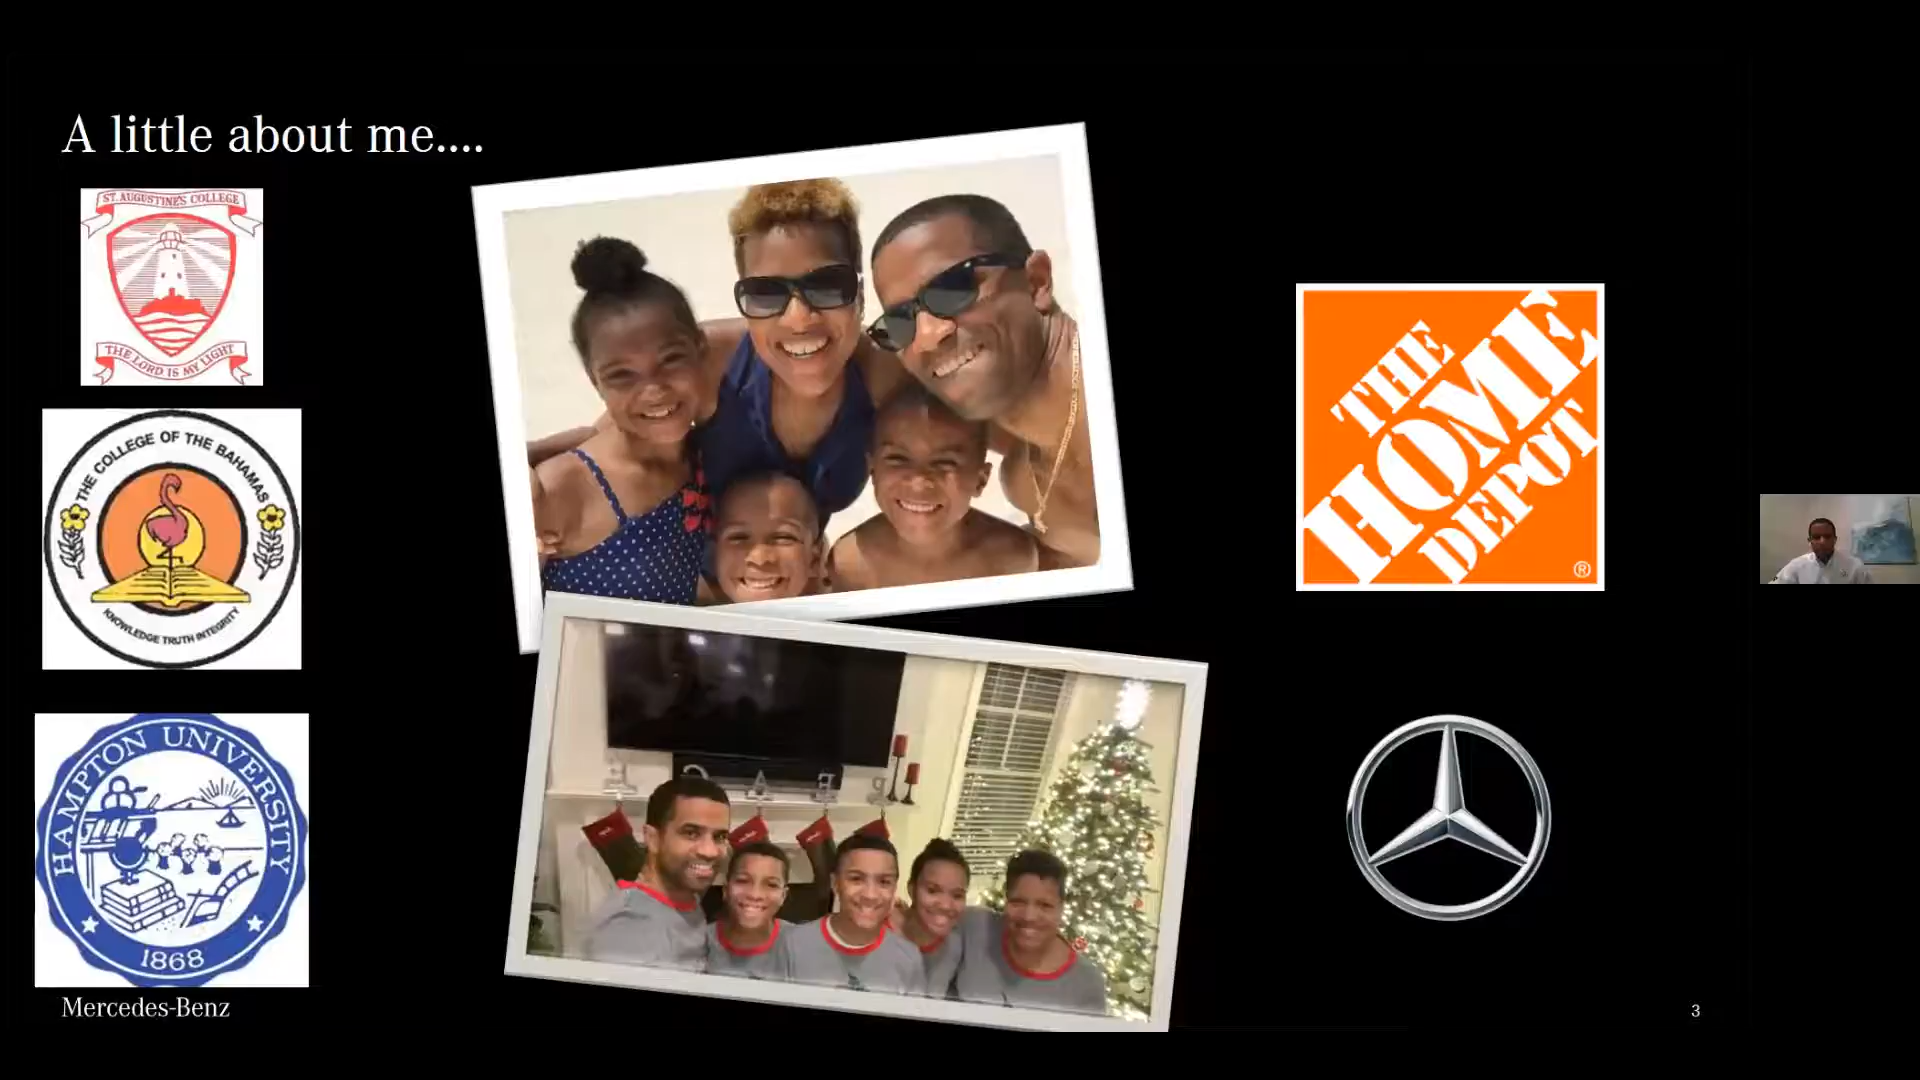 A little about me....
ST. AUGUSTINE'S COLLEGE
THE LORD IS MY LIGHT
THE COLLEGE OF THE BAHAMAS
KNOWLEDGE TRUTH INTEGRITY
HAMPTON UNIVERSITY
1868
Mercedes-Benz
THE
HOME
DEPOT
®
3